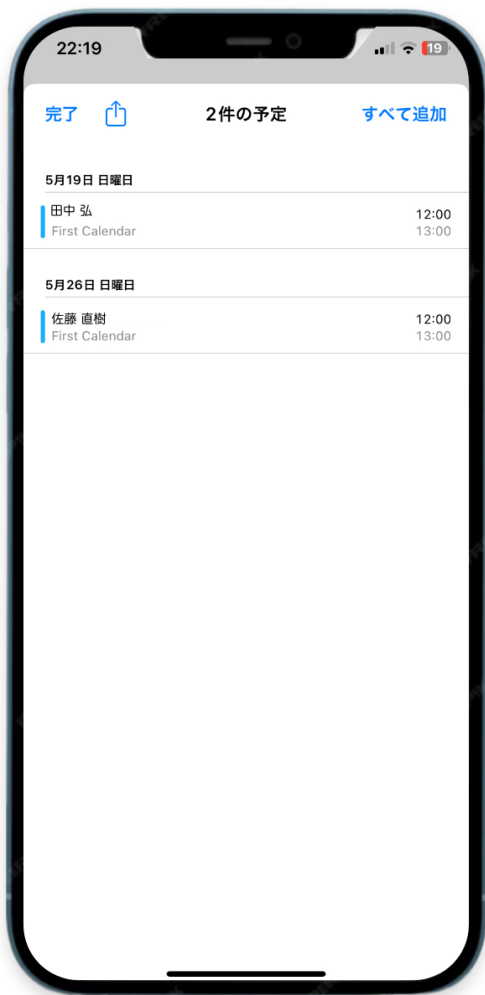 22:19
19
完了
2件の予定
すべて追加
5月19日 日曜日
田中 弘
12:00
First Calendar
13:00
5月26日 日曜日
佐藤 直樹
12:00
First Calendar
13:00